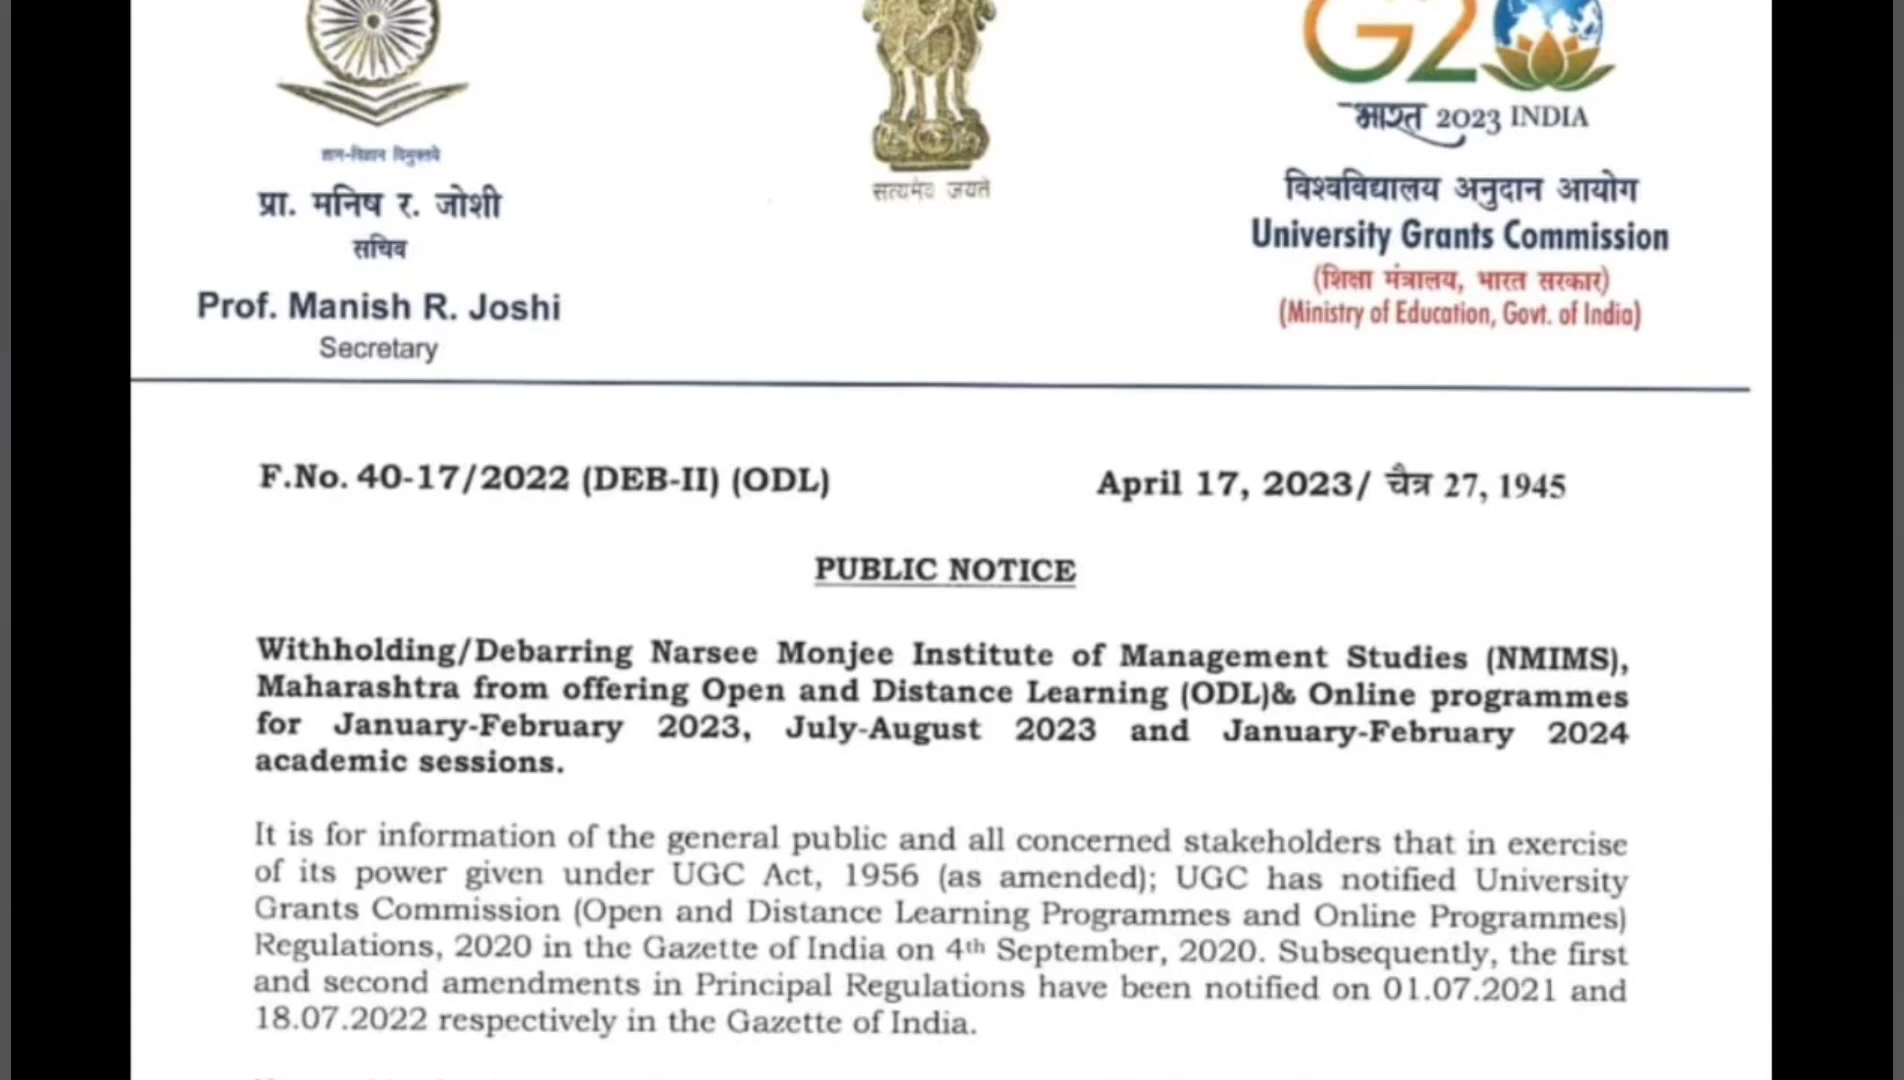 ज्ञान-विज्ञान विमुक्तये
प्रा. मनिष र. जोशी
सचिव
Prof. Manish R. Joshi
Secretary
सत्यमेव जयते
G20
भारत 2023 INDIA
विश्वविद्यालय अनुदान आयोग
University Grants Commission
(शिक्षा मंत्रालय, भारत सरकार)
(Ministry of Education, Govt. of India)
F.No. 40-17/2022 (DEB-II) (ODL)
April 17, 2023/ चैत्र 27, 1945
PUBLIC NOTICE
Withholding/Debarring Narsee Monjee Institute of Management Studies (NMIMS),
Maharashtra from offering Open and Distance Learning (ODL)& Online programmes
for January-February 2023, July-August 2023 and January-February 2024
academic sessions.
It is for information of the general public and all concerned stakeholders that in exercise
of its power given under UGC Act, 1956 (as amended); UGC has notified University
Grants Commission (Open and Distance Learning Programmes and Online Programmes)
Regulations, 2020 in the Gazette of India on 4th September, 2020. Subsequently, the first
and second amendments in Principal Regulations have been notified on 01.07.2021 and
18.07.2022 respectively in the Gazette of India.